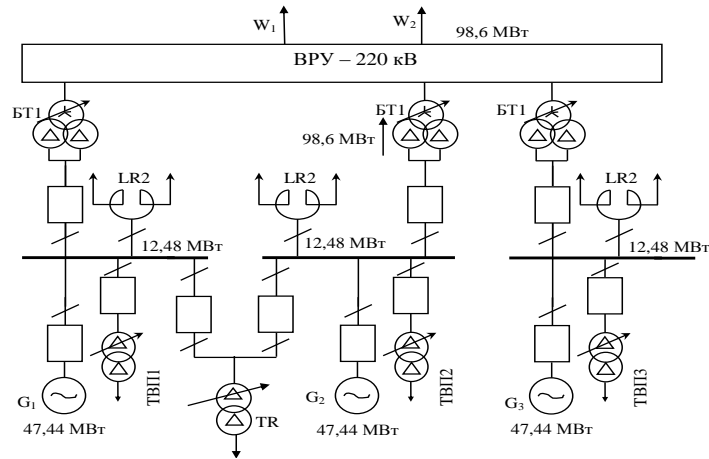 W₁
W₂
98,6 МВт
ВРУ – 220 кВ
БТ1
БТ1
БТ1
98,6 МВт
LR2
LR2
LR2
12,48 МВт
12,48 МВт
12,48 МВт
ТВП1
ТВП2
ТВП3
G₁
G₂
G₃
TR
47,44 МВт
47,44 МВт
47,44 МВт